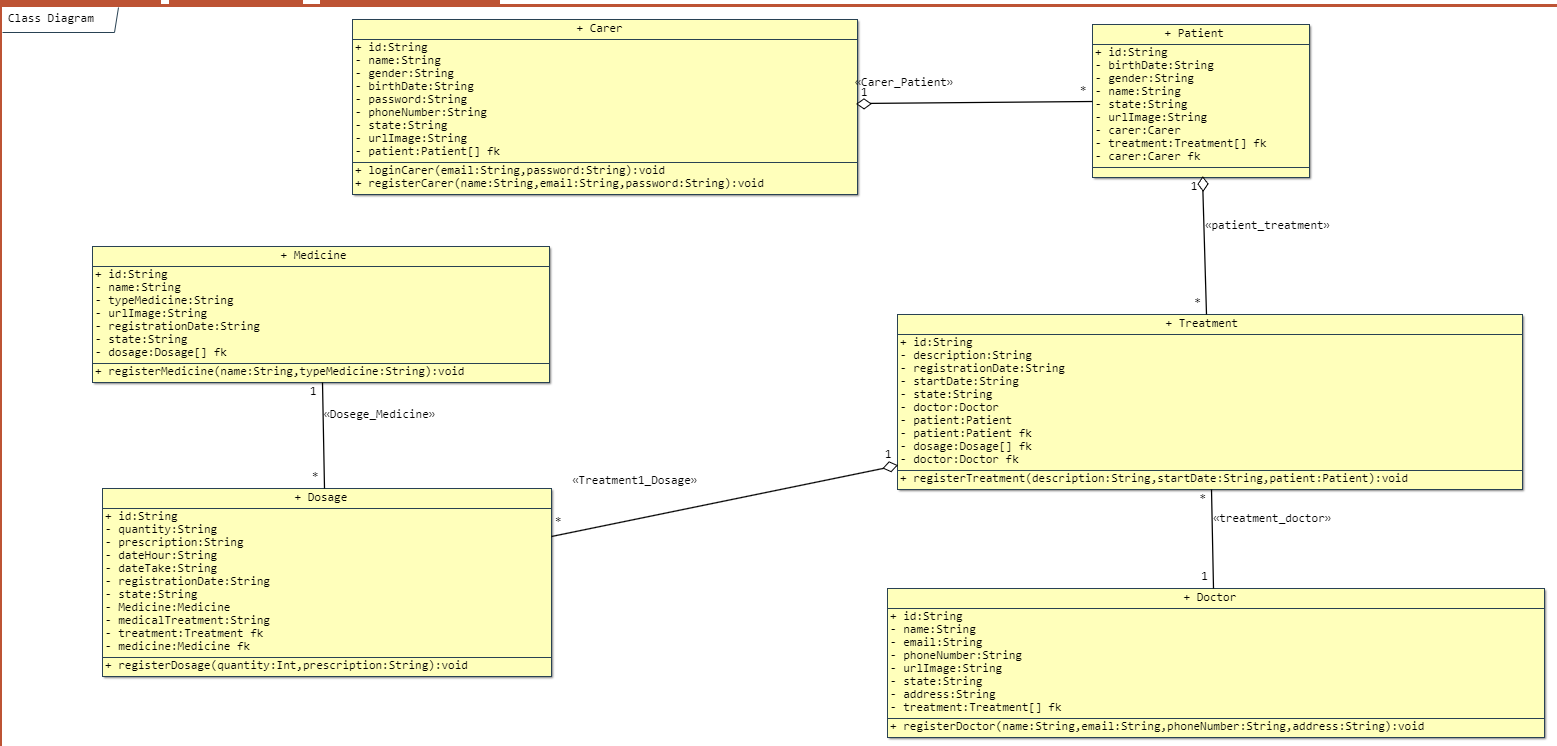 Class Diagram
+ Carer
+ id:String
- name:String
- gender:String
- birthDate:String
- password:String
- phoneNumber:String
- state:String
- urlImage:String
- patient:Patient[] fk
+ loginCarer(email:String,password:String):void
+ registerCarer(name:String,email:String,password:String):void
«Carer_Patient»
1
*
+ Patient
+ id:String
- birthDate:String
- gender:String
- name:String
- state:String
- urlImage:String
- carer:Carer
- treatment:Treatment[] fk
- carer:Carer fk
1
«patient_treatment»
*
+ Medicine
+ id:String
- name:String
- typeMedicine:String
- urlImage:String
- registrationDate:String
- state:String
- dosage:Dosage[] fk
+ registerMedicine(name:String,typeMedicine:String):void
1
«Dosege_Medicine»
*
+ Treatment
+ id:String
- description:String
- registrationDate:String
- startDate:String
- state:String
- doctor:Doctor
- patient:Patient
- patient:Patient fk
- dosage:Dosage[] fk
- doctor:Doctor fk
+ registerTreatment(description:String,startDate:String,patient:Patient):void
1
«Treatment1_Dosage»
*
+ Dosage
+ id:String
- quantity:String
- prescription:String
- dateHour:String
- dateTake:String
- registrationDate:String
- state:String
- Medicine:Medicine
- medicalTreatment:String
- treatment:Treatment fk
- medicine:Medicine fk
+ registerDosage(quantity:Int,prescription:String):void
*
«treatment_doctor»
1
+ Doctor
+ id:String
- name:String
- email:String
- phoneNumber:String
- urlImage:String
- state:String
- address:String
- treatment:Treatment[] fk
+ registerDoctor(name:String,email:String,phoneNumber:String,address:String):void